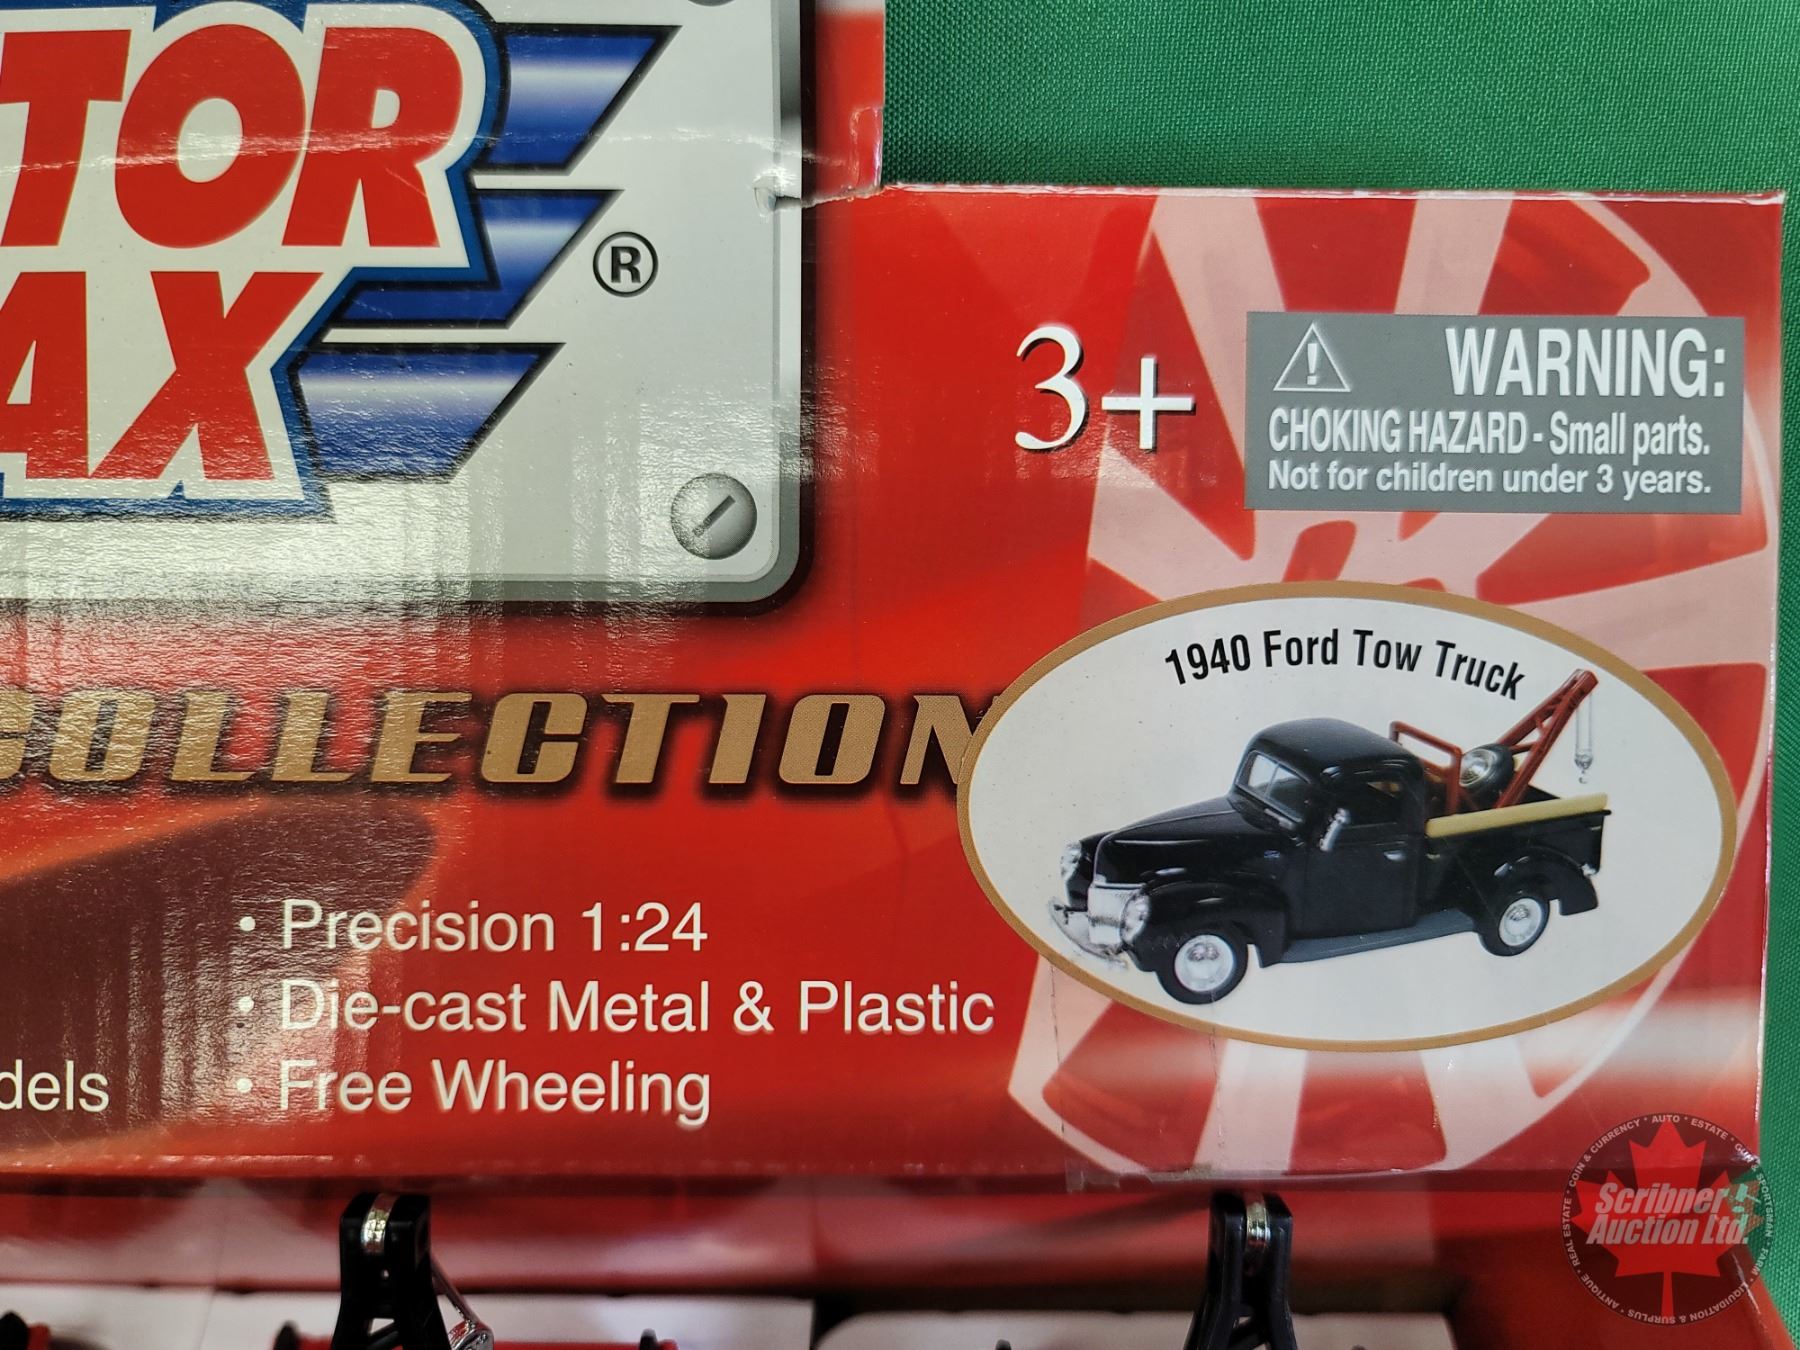 TOR
AX
®
3+
WARNING:
CHOKING HAZARD - Small parts.
Not for children under 3 years.
1940 Ford Tow Truck
COLLECTION
• Precision 1:24
• Die-cast Metal & Plastic
dels
• Free Wheeling
Scribner
Auction Ltd.